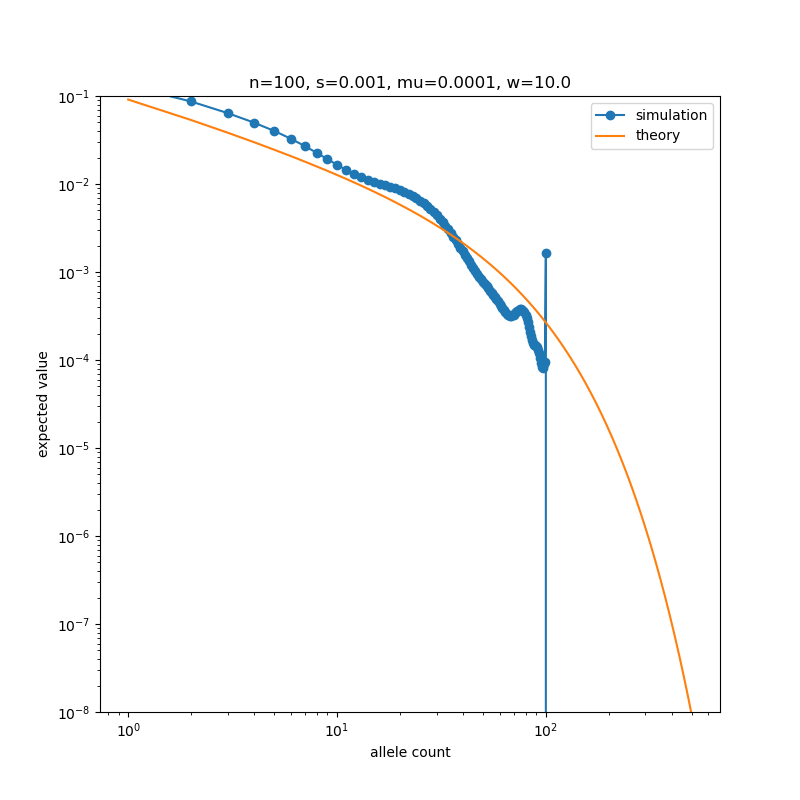 n=100, s=0.001, mu=0.0001, w=10.0
simulation
theory
expected value
10⁻¹
10⁻²
10⁻³
10⁻⁴
10⁻⁵
10⁻⁶
10⁻⁷
10⁻⁸
10⁰ 10¹ 10²
allele count